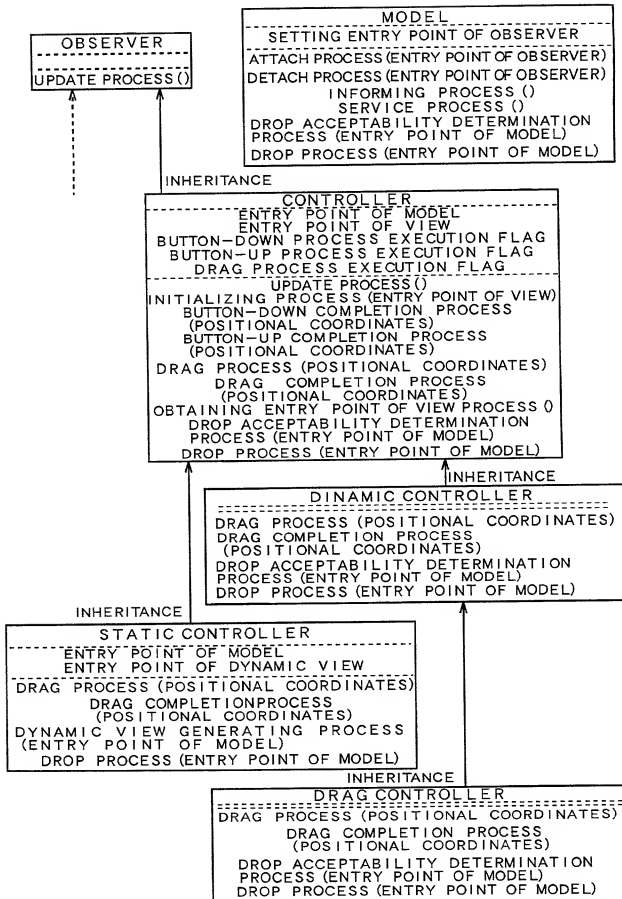 OBSERVER
UPDATE PROCESS()
MODEL
SETTING ENTRY POINT OF OBSERVER
ATTACH PROCESS (ENTRY POINT OF OBSERVER)
DETACH PROCESS (ENTRY POINT OF OBSERVER)
INFORMING PROCESS ()
SERVICE PROCESS ()
DROP ACCEPTABILITY DETERMINATION
PROCESS (ENTRY POINT OF MODEL)
DROP PROCESS (ENTRY POINT OF MODEL)
INHERITANCE
CONTROLLER
ENTRY POINT OF MODEL
ENTRY POINT OF VIEW
BUTTON-DOWN PROCESS EXECUTION FLAG
BUTTON-UP PROCESS EXECUTION FLAG
DRAG PROCESS EXECUTION FLAG
UPDATE PROCESS()
INITIALIZING PROCESS (ENTRY POINT OF VIEW)
BUTTON-DOWN COMPLETION PROCESS
(POSITIONAL COORDINATES)
BUTTON-UP COMPLETION PROCESS
(POSITIONAL COORDINATES)
DRAG PROCESS (POSITIONAL COORDINATES)
DRAG COMPLETION PROCESS
(POSITIONAL COORDINATES)
OBTAINING ENTRY POINT OF VIEW PROCESS ()
DROP ACCEPTABILITY DETERMINATION
PROCESS (ENTRY POINT OF MODEL)
DROP PROCESS (ENTRY POINT OF MODEL)
INHERITANCE
DINAMIC CONTROLLER
DRAG PROCESS (POSITIONAL COORDINATES)
DRAG COMPLETION PROCESS
(POSITIONAL COORDINATES)
DROP ACCEPTABILITY DETERMINATION
PROCESS (ENTRY POINT OF MODEL)
DROP PROCESS (ENTRY POINT OF MODEL)
INHERITANCE
STATIC CONTROLLER
ENTRY POINT OF MODEL
ENTRY POINT OF DYNAMIC VIEW
DRAG PROCESS (POSITIONAL COORDINATES)
DRAG COMPLETIONPROCESS
(POSITIONAL COORDINATES)
DYNAMIC VIEW GENERATING PROCESS
(ENTRY POINT OF MODEL)
DROP PROCESS (ENTRY POINT OF MODEL)
INHERITANCE
DRAG CONTROLLER
DRAG PROCESS (POSITIONAL COORDINATES)
DRAG COMPLETION PROCESS
(POSITIONAL COORDINATES)
DROP ACCEPTABILITY DETERMINATION
PROCESS (ENTRY POINT OF MODEL)
DROP PROCESS (ENTRY POINT OF MODEL)